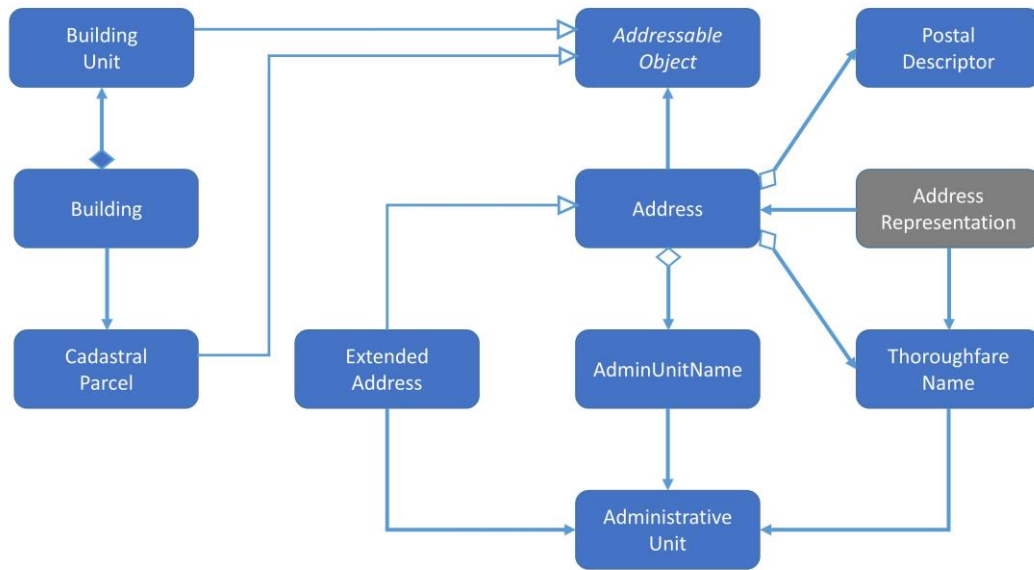 Building
Unit
Addressable
Object
Postal
Descriptor
Building
Address
Address
Representation
Cadastral
Parcel
Extended
Address
AdminUnitName
Thoroughfare
Name
Administrative
Unit